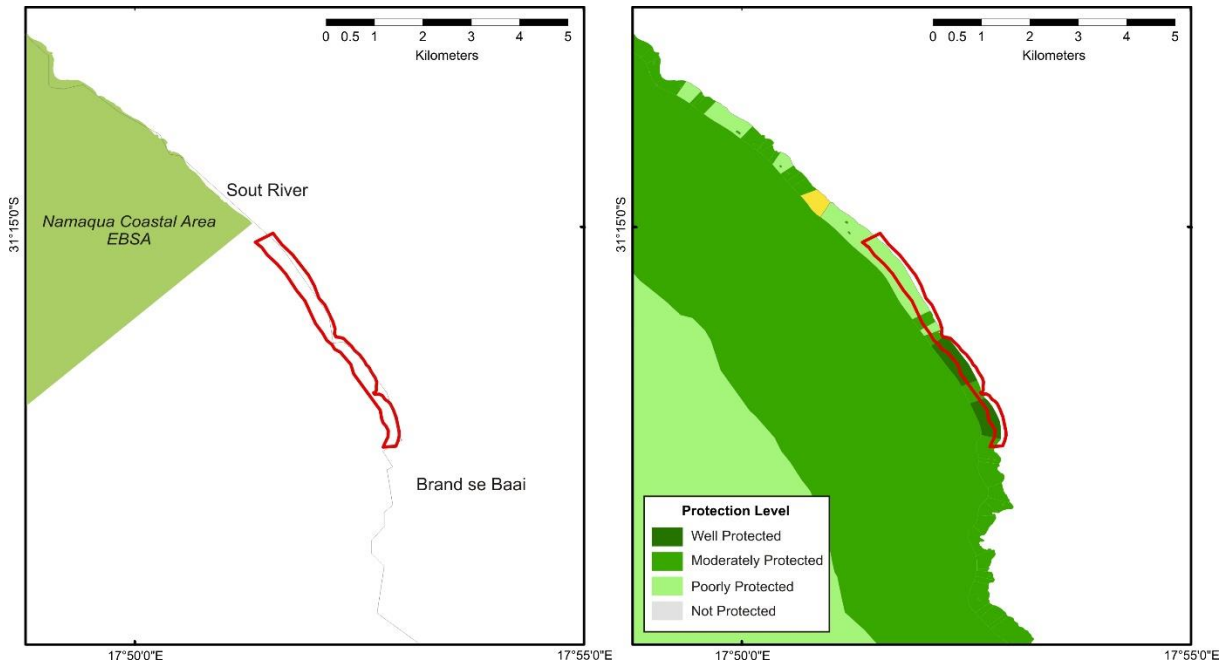 0 0.5 1 2 3 4 5
Kilometers
Sout River
Namaqua Coastal Area
EBSA
Brand se Baai
31°15'0"S
17°50'0"E
17°55'0"E
0 0.5 1 2 3 4 5
Kilometers
31°15'0"S
Protection Level
Well Protected
Moderately Protected
Poorly Protected
Not Protected
17°50'0"E
17°55'0"E